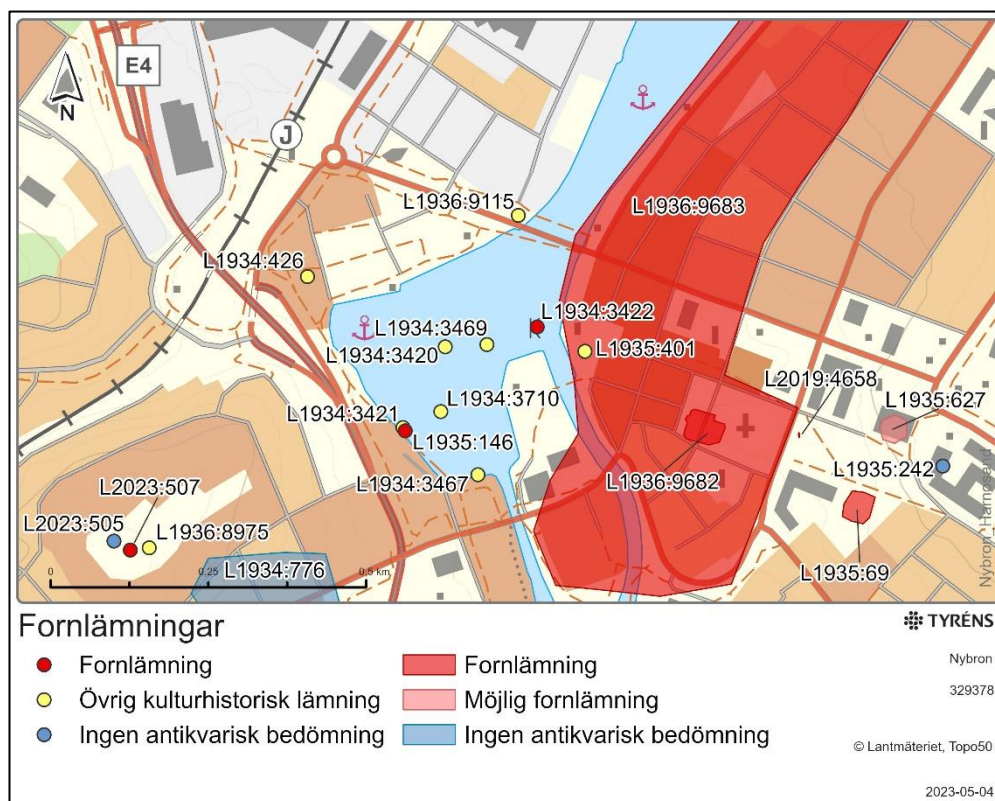 E4
N
J
L1936:9115
L1936:9683
L1934:426
L1934:3422
L1934:3469
L1934:3420
L1935:401
L2019:4658
L1935:627
L1934:3710
L1934:3421
L1935:146
L1935:242
L1934:3467
L1936:9682
L2023:507
L2023:505
L1936:8975
L1934:776
L1935:69
0 0.25 0.5 km
Nybron_Härnösand
Fornlämningar
Fornlämning
Övrig kulturhistorisk lämning
Ingen antikvarisk bedömning
Fornlämning
Möjlig fornlämning
Ingen antikvarisk bedömning
TYRÉNS
Nybron
329378
© Lantmäteriet, Topo50
2023-05-04